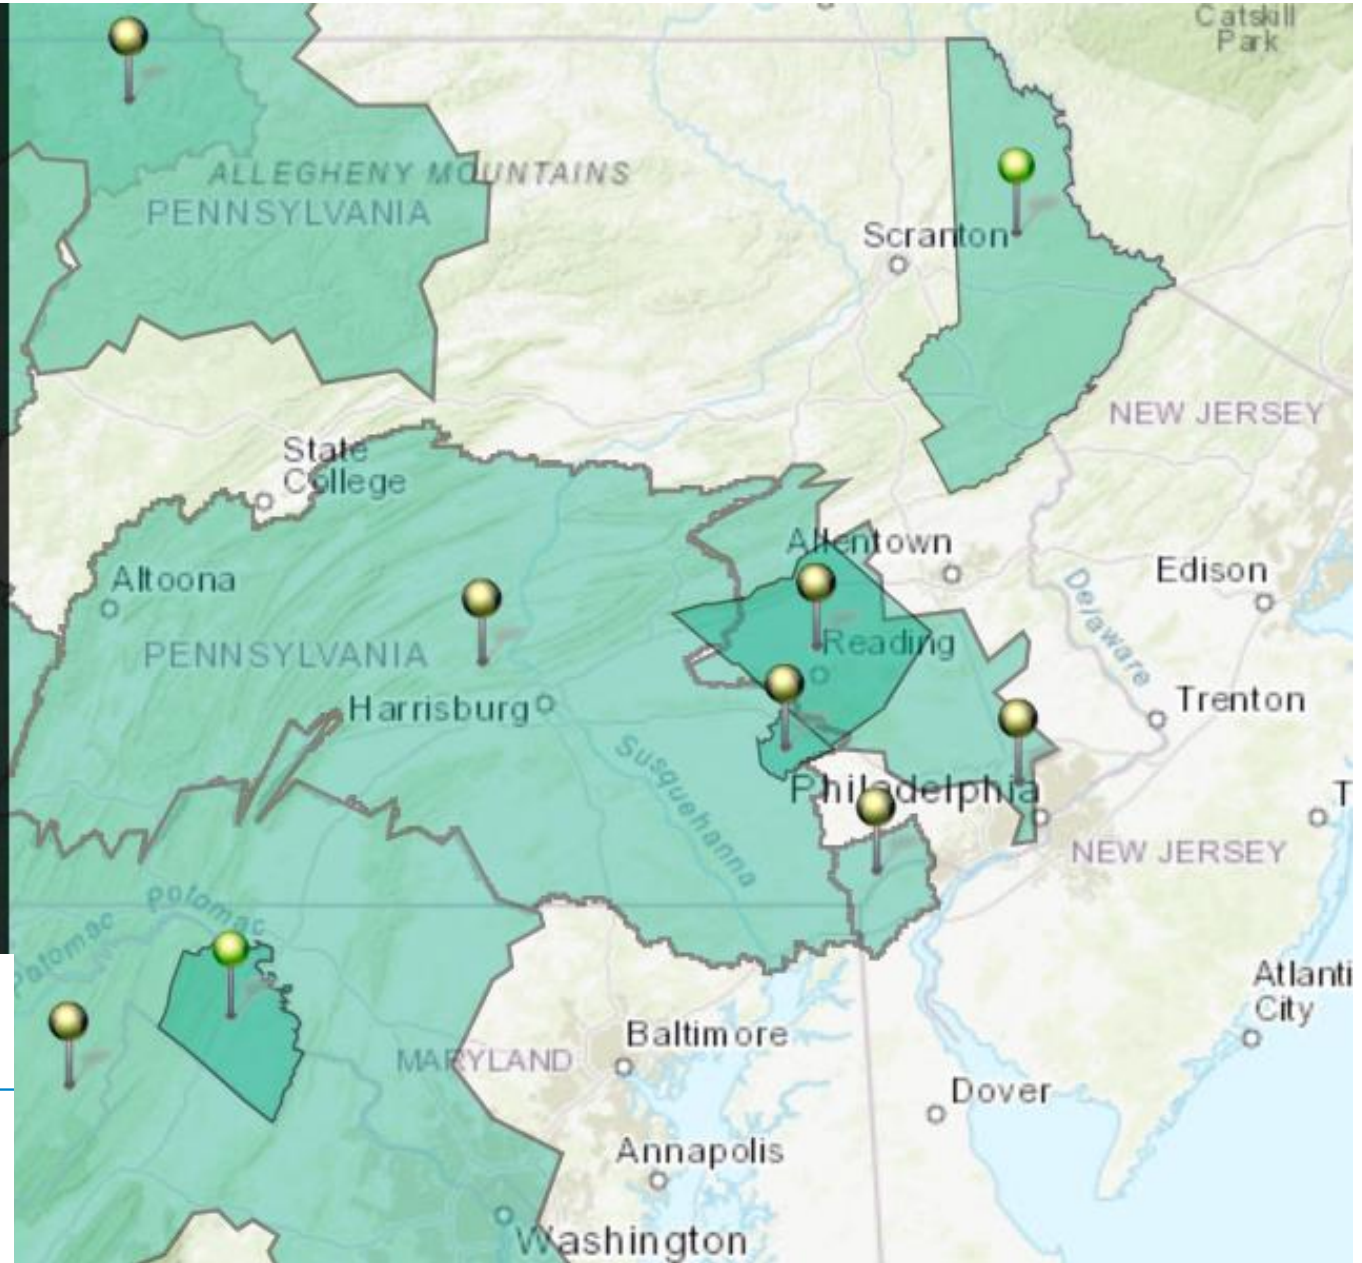 Catskill
Park
ALLEGHENY MOUNTAINS
PENNSYLVANIA
Scranton
NEW JERSEY
State
College
Allentown
Altoona
Edison
Delaware
PENNSYLVANIA
Reading
Harrisburg
Trenton
Susquehanna
Philadelphia
T
NEW JERSEY
Potomac
Potomac
Atlanti
City
Baltimore
MARYLAND
Dover
Annapolis
Washington